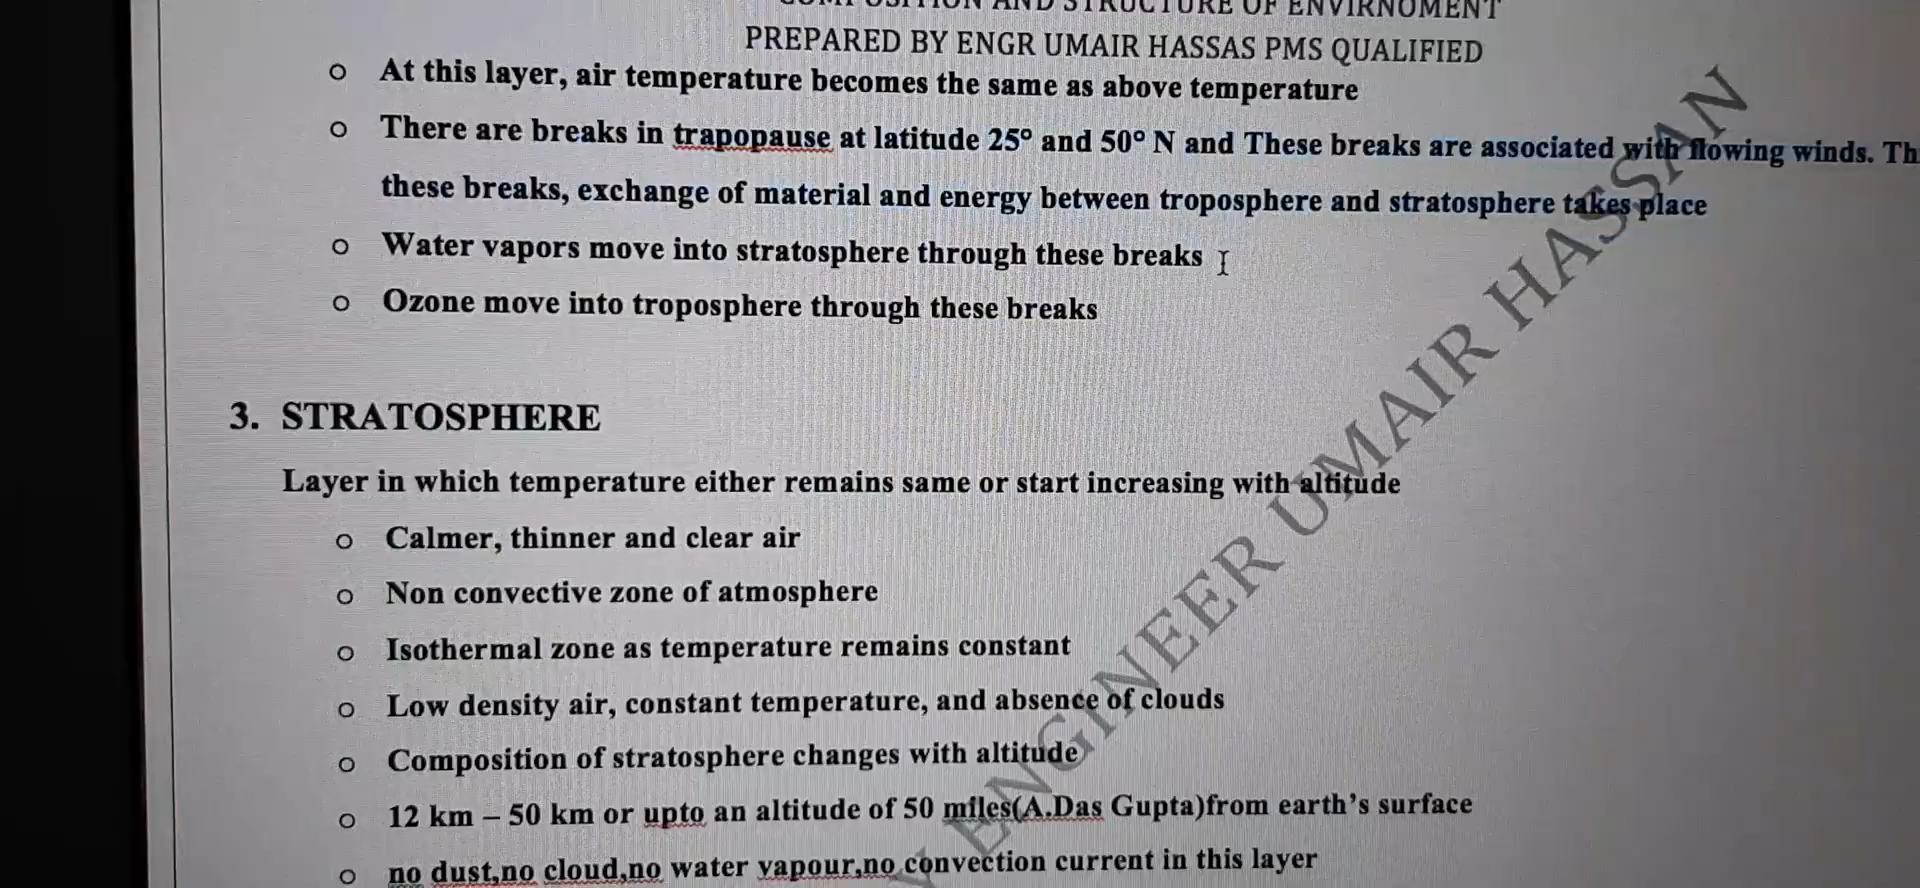 COMPOSITION AND STRUCTURE OF ENVIRNOMENT
PREPARED BY ENGR UMAIR HASSAS PMS QUALIFIED
o At this layer, air temperature becomes the same as above temperature
o There are breaks in trapopause at latitude 25° and 50° N and These breaks are associated with flowing winds. Th
these breaks, exchange of material and energy between troposphere and stratosphere takes place
o Water vapors move into stratosphere through these breaks
o Ozone move into troposphere through these breaks
3. STRATOSPHERE
Layer in which temperature either remains same or start increasing with altitude
o Calmer, thinner and clear air
o Non convective zone of atmosphere
o Isothermal zone as temperature remains constant
o Low density air, constant temperature, and absence of clouds
o Composition of stratosphere changes with altitude
o 12 km – 50 km or upto an altitude of 50 miles(A.Das Gupta)from earth's surface
o no dust,no cloud,no water vapour,no convection current in this layer
ENGINEER UMAIR HASSAN